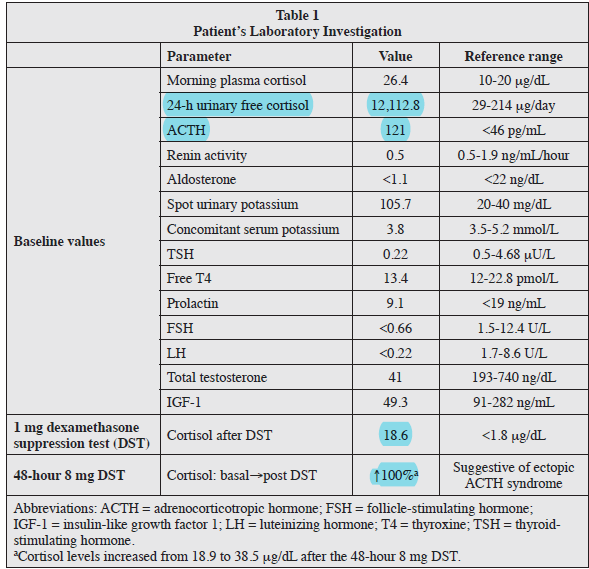 Table 1
Patient's Laboratory Investigation
Parameter Value Reference range
Baseline values
Morning plasma cortisol 26.4 10-20 µg/dL
24-h urinary free cortisol 12,112.8 29-214 µg/day
ACTH 121 <46 pg/mL
Renin activity 0.5 0.5-1.9 ng/mL/hour
Aldosterone <1.1 <22 ng/dL
Spot urinary potassium 105.7 20-40 mg/dL
Concomitant serum potassium 3.8 3.5-5.2 mmol/L
TSH 0.22 0.5-4.68 µU/L
Free T4 13.4 12-22.8 pmol/L
Prolactin 9.1 <19 ng/mL
FSH <0.66 1.5-12.4 U/L
LH <0.22 1.7-8.6 U/L
Total testosterone 41 193-740 ng/dL
IGF-1 49.3 91-282 ng/mL
1 mg dexamethasone
suppression test (DST) Cortisol after DST 18.6 <1.8 µg/dL
48-hour 8 mg DST Cortisol: basal→post DST ↑100%ᵃ Suggestive of ectopic
ACTH syndrome
Abbreviations: ACTH = adrenocorticotropic hormone; FSH = follicle-stimulating hormone;
IGF-1 = insulin-like growth factor 1; LH = luteinizing hormone; T4 = thyroxine; TSH = thyroid-
stimulating hormone.
ᵃCortisol levels increased from 18.9 to 38.5 µg/dL after the 48-hour 8 mg DST.